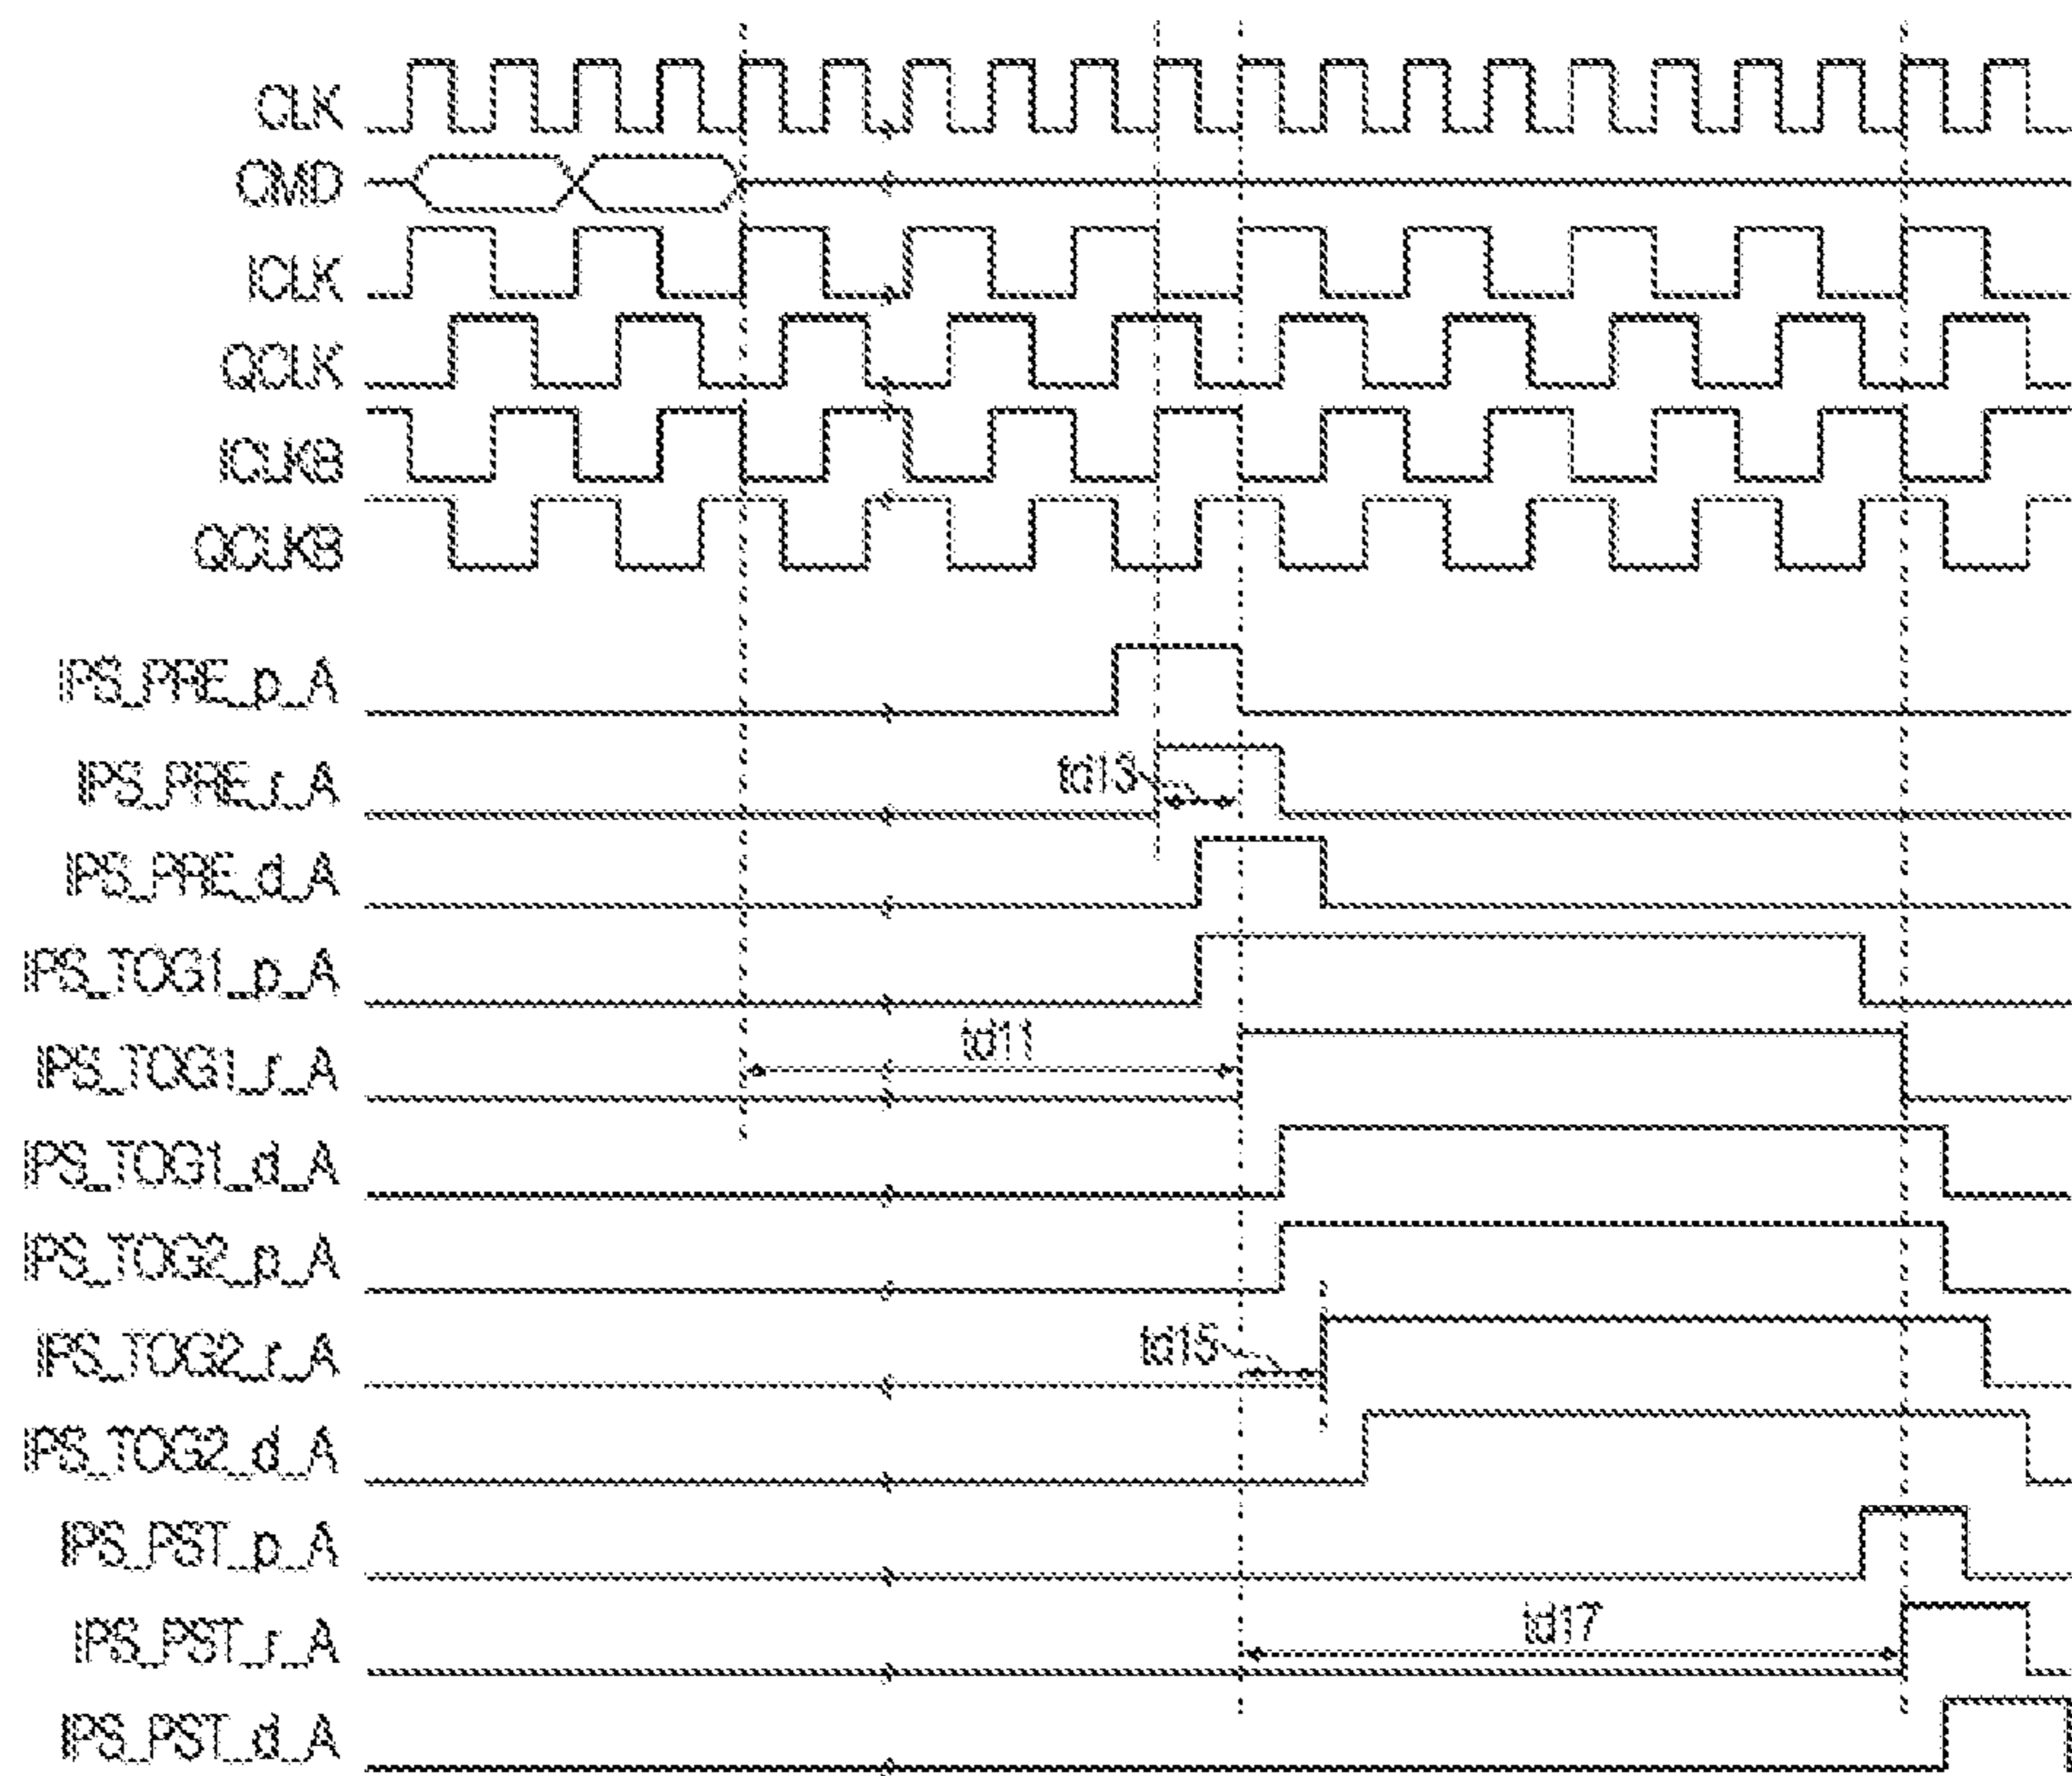 CLK
CMD
ICLK
QCLK
ICLKB
QCLKB
IPS_PRE_p_A
IPS_PRE_r_A
td13
IPS_PRE_d_A
IPS_TOG1_p_A
IPS_TOG1_r_A
td11
IPS_TOG1_d_A
IPS_TOG2_p_A
IPS_TOG2_r_A
td15
IPS_TOG2_d_A
IPS_PST_p_A
IPS_PST_r_A
td17
IPS_PST_d_A